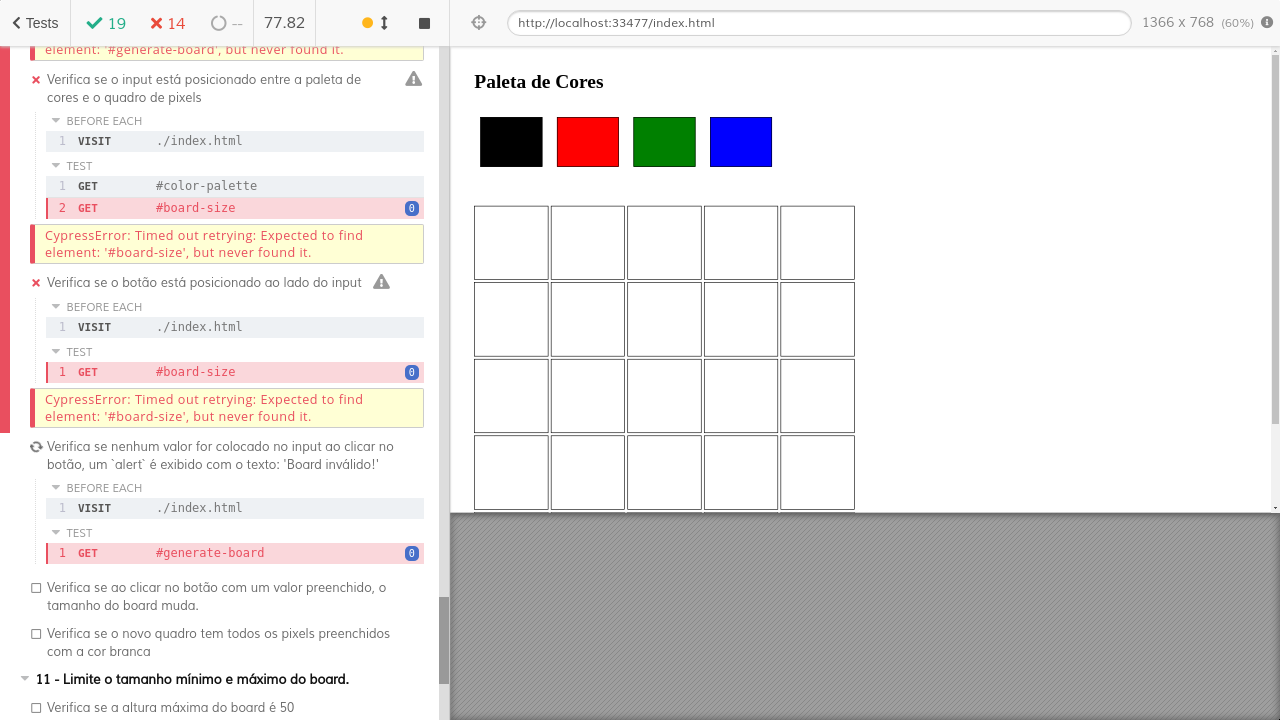 Tests
19
14
--
77.82
http://localhost:33477/index.html
1366 x 768 (60%)
element: '#generate-board', but never found it.
Verifica se o input está posicionado entre a paleta de
cores e o quadro de pixels
BEFORE EACH
1 VISIT ./index.html
TEST
1 GET #color-palette
2 GET #board-size 0
CypressError: Timed out retrying: Expected to find
element: '#board-size', but never found it.
Verifica se o botão está posicionado ao lado do input
BEFORE EACH
1 VISIT ./index.html
TEST
1 GET #board-size 0
CypressError: Timed out retrying: Expected to find
element: '#board-size', but never found it.
Verifica se nenhum valor for colocado no input ao clicar no
botão, um `alert` é exibido com o texto: 'Board inválido!'
BEFORE EACH
1 VISIT ./index.html
TEST
1 GET #generate-board 0
Verifica se ao clicar no botão com um valor preenchido, o
tamanho do board muda.
Verifica se o novo quadro tem todos os pixels preenchidos
com a cor branca
11 - Limite o tamanho mínimo e máximo do board.
Verifica se a altura máxima do board é 50
Paleta de Cores